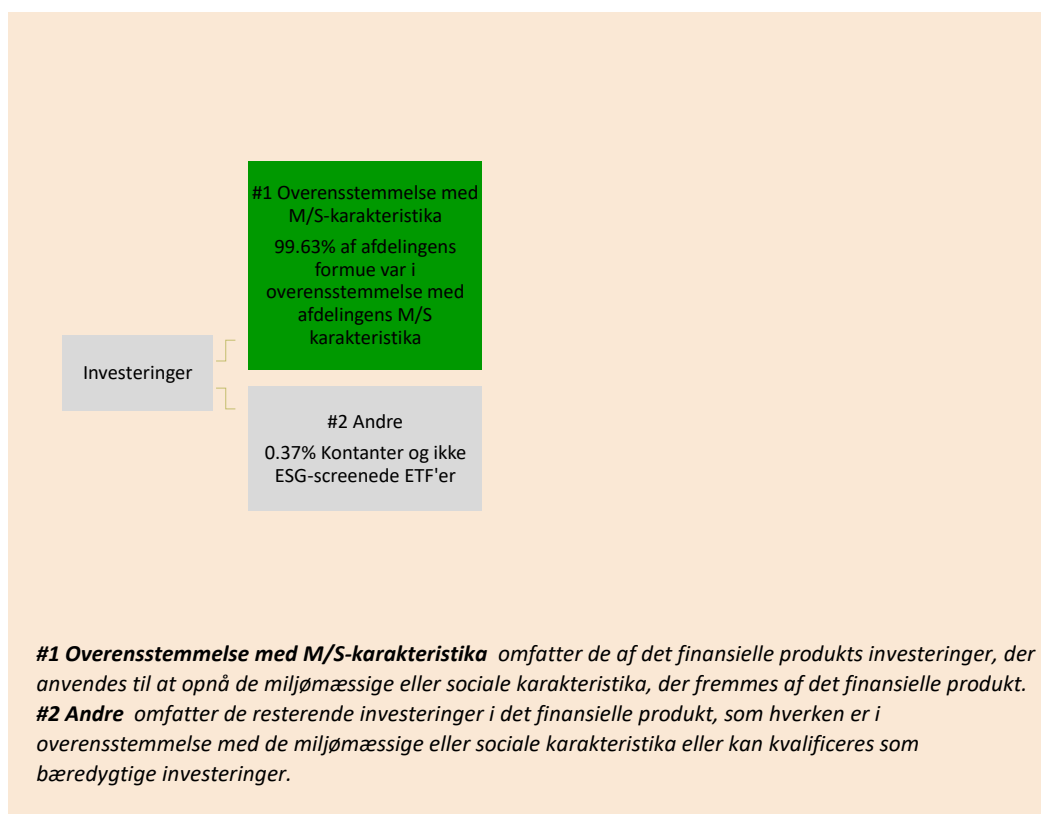 #1 Overensstemmelse med
M/S-karakteristika
99.63% af afdelingens
formue var i
overensstemmelse med
afdelingens M/S
karakteristika
Investeringer
#2 Andre
0.37% Kontanter og ikke
ESG-screenede ETF'er
#1 Overensstemmelse med M/S-karakteristika omfatter de af det finansielle produkts investeringer, der
anvendes til at opnå de miljømæssige eller sociale karakteristika, der fremmes af det finansielle produkt.
#2 Andre omfatter de resterende investeringer i det finansielle produkt, som hverken er i
overensstemmelse med de miljømæssige eller sociale karakteristika eller kan kvalificeres som
bæredygtige investeringer.